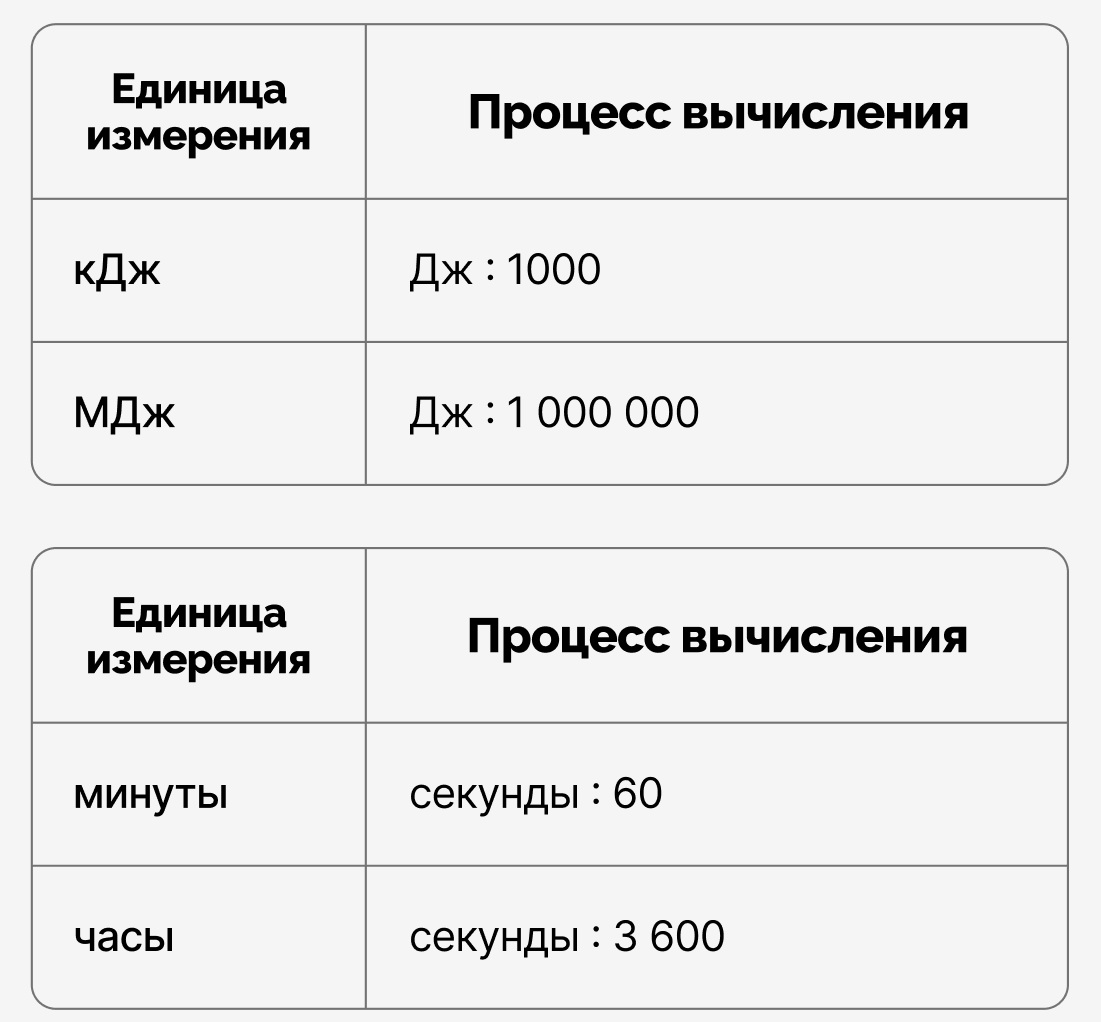 Единица
измерения
Процесс вычисления
кДж
Дж : 1000
МДж
Дж : 1 000 000
Единица
измерения
Процесс вычисления
минуты
секунды : 60
часы
секунды : 3 600